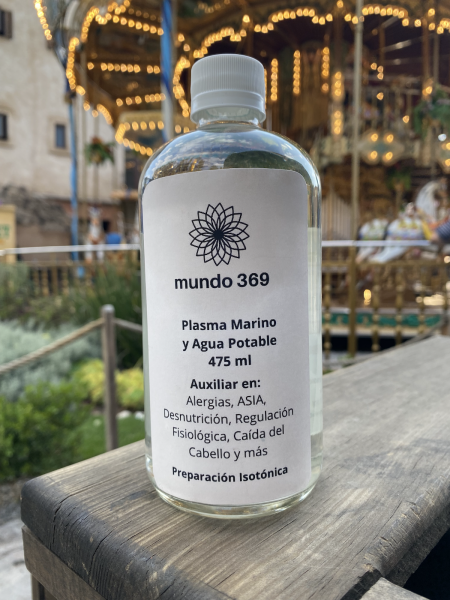 mundo 369
Plasma Marino
y Agua Potable
475 ml
Auxiliar en:
Alergias, ASIA,
Desnutrición, Regulación
Fisiológica, Caída del
Cabello y más
Preparación Isotónica